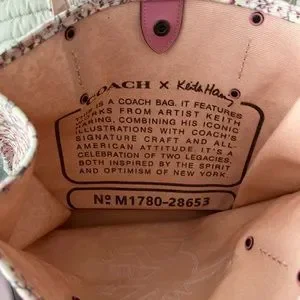 COACH x Keith Haring
THIS IS A COACH BAG. IT FEATURES
WORKS FROM ARTIST KEITH
HARING, COMBINING HIS ICONIC
ILLUSTRATIONS WITH COACH'S
SIGNATURE CRAFT AND ALL-
AMERICAN ATTITUDE. IT'S A
CELEBRATION OF TWO LEGACIES,
BOTH INSPIRED BY THE SPIRIT
AND OPTIMISM OF NEW YORK.
Nº M1780-28653